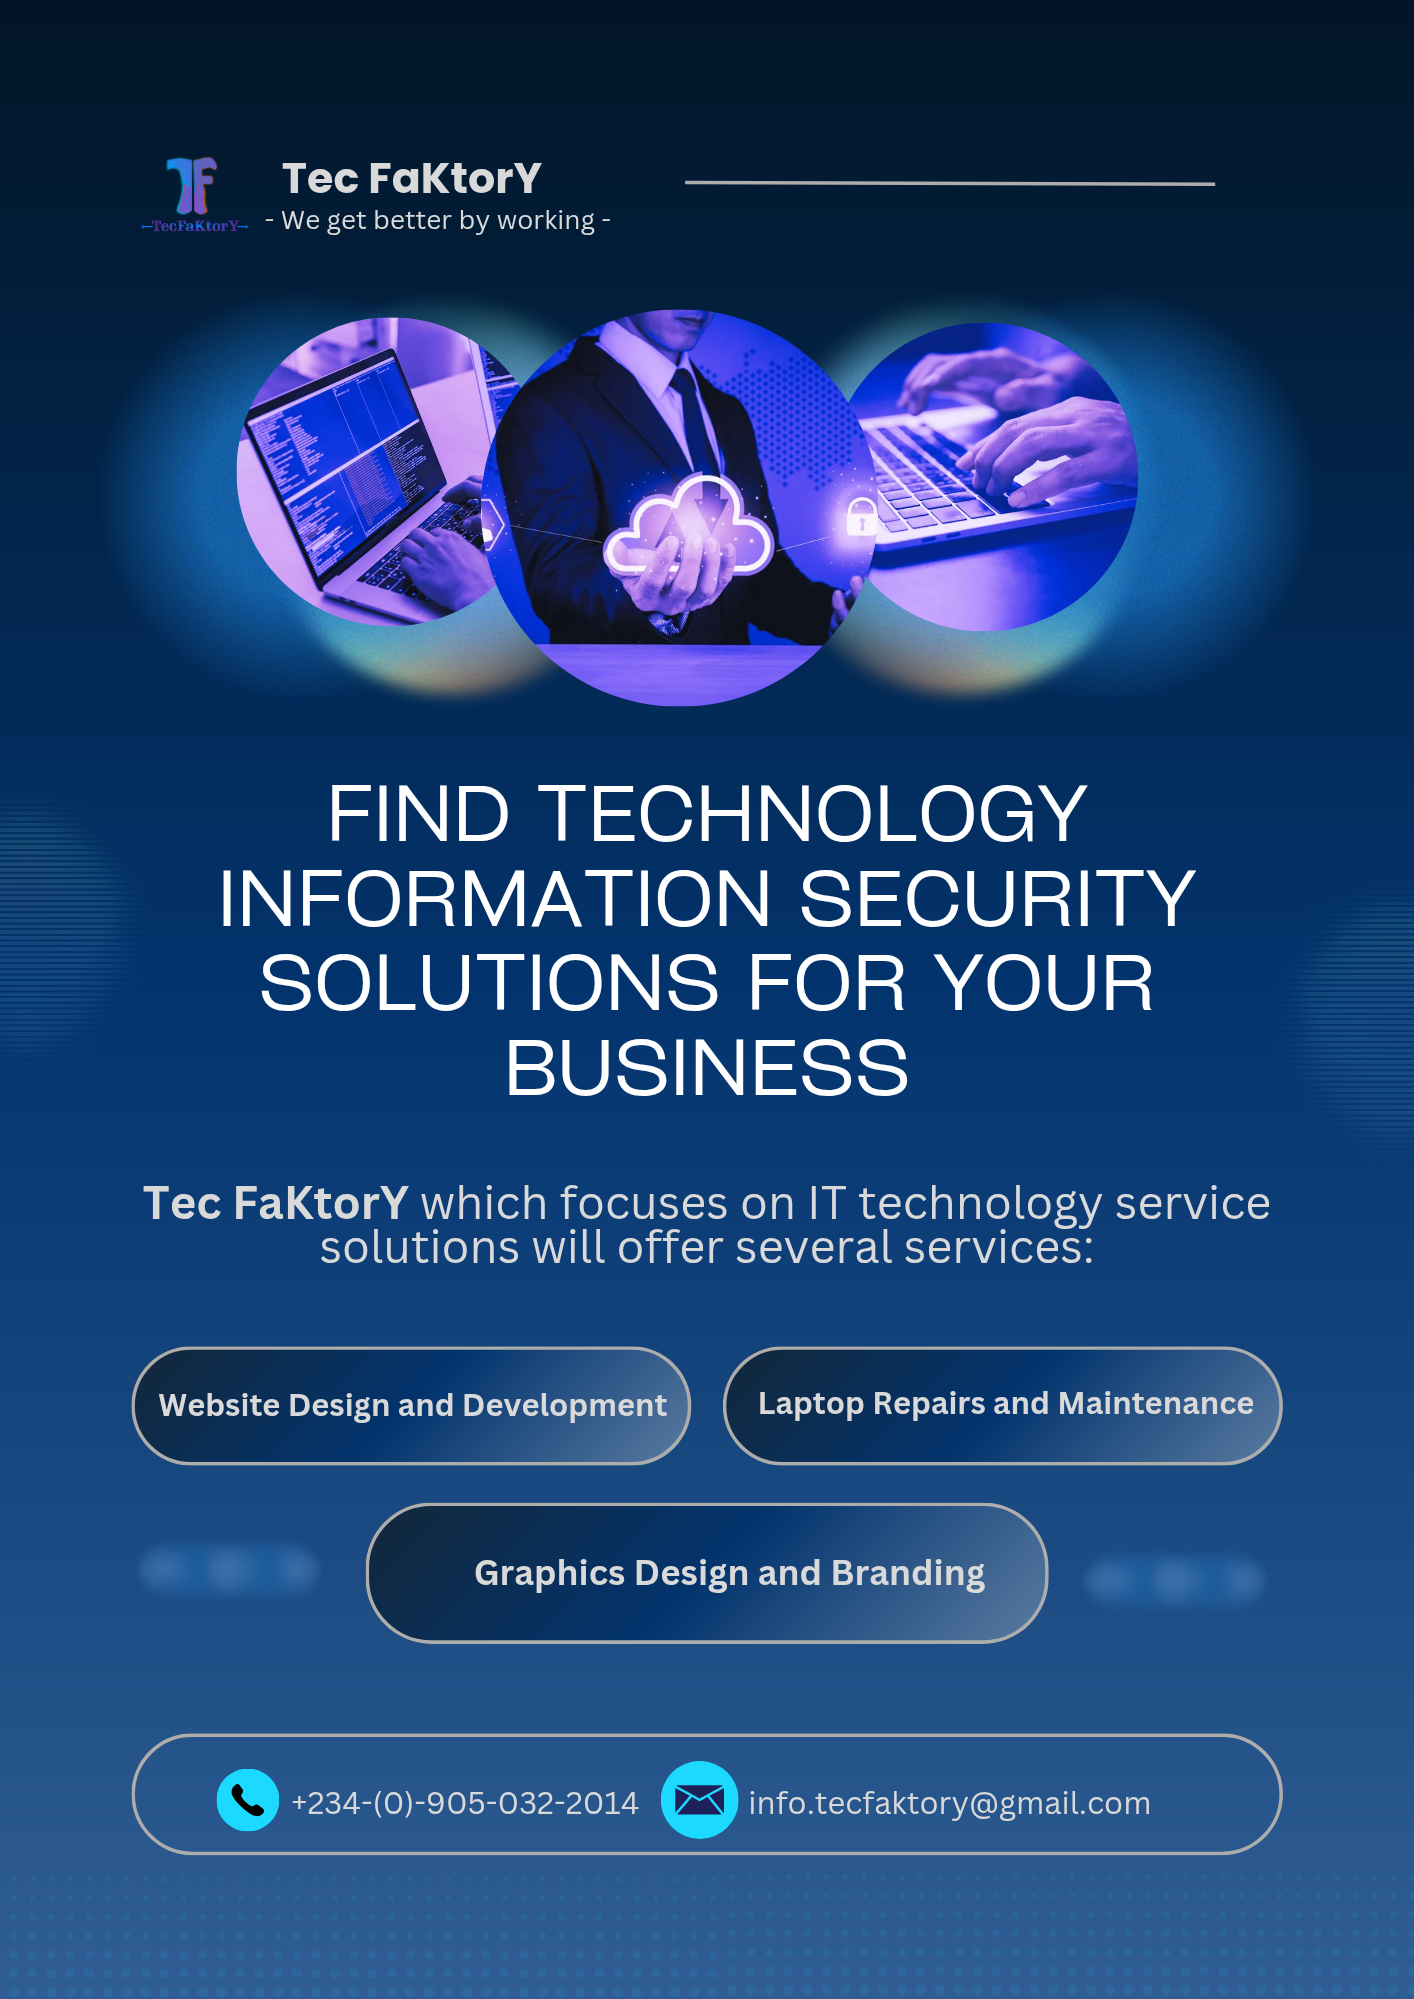 TF
TecFaKtorY
Tec FaKtorY
- We get better by working -
FIND TECHNOLOGY
INFORMATION SECURITY
SOLUTIONS FOR YOUR
BUSINESS
Tec FaKtorY which focuses on IT technology service
solutions will offer several services:
Website Design and Development
Laptop Repairs and Maintenance
Graphics Design and Branding
+234-(0)-905-032-2014
info.tecfaktory@gmail.com